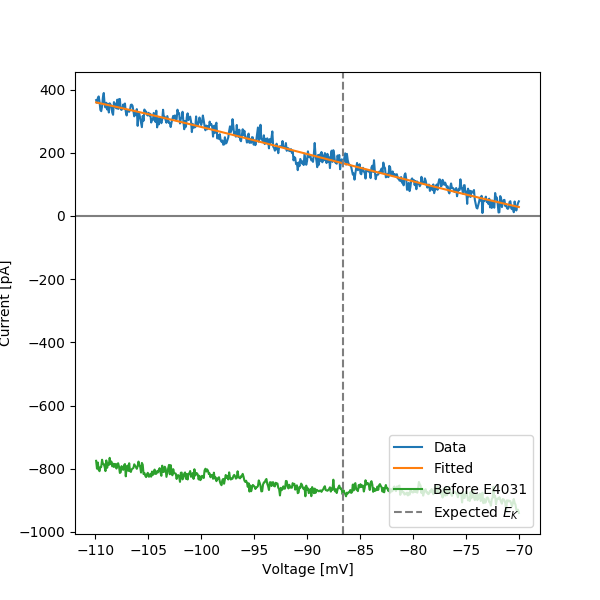 400
200
0
−200
−400
−600
−800
−1000
Current [pA]
Data
Fitted
Before E4031
Expected E_K
−110 −105 −100 −95 −90 −85 −80 −75 −70
Voltage [mV]